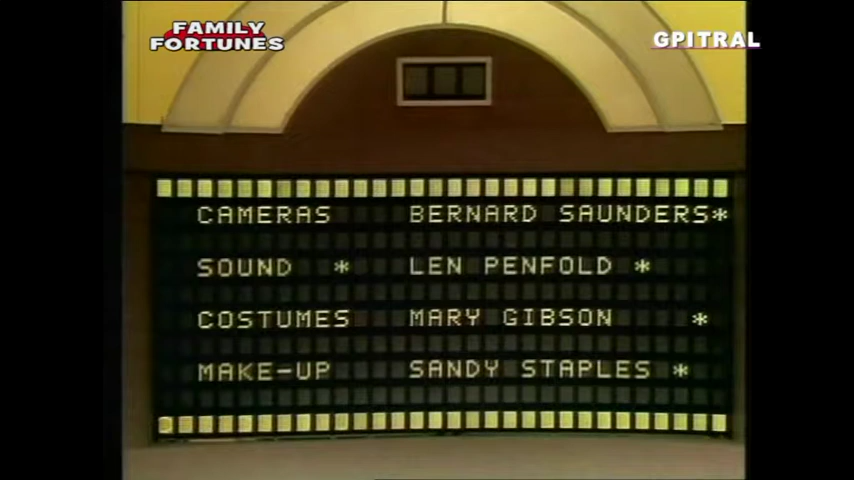 FAMILY
FORTUNES
GPITRAL
CAMERAS BERNARD SAUNDERS*
SOUND * LEN PENFOLD *
COSTUMES MARY GIBSON *
MAKE-UP SANDY STAPLES *